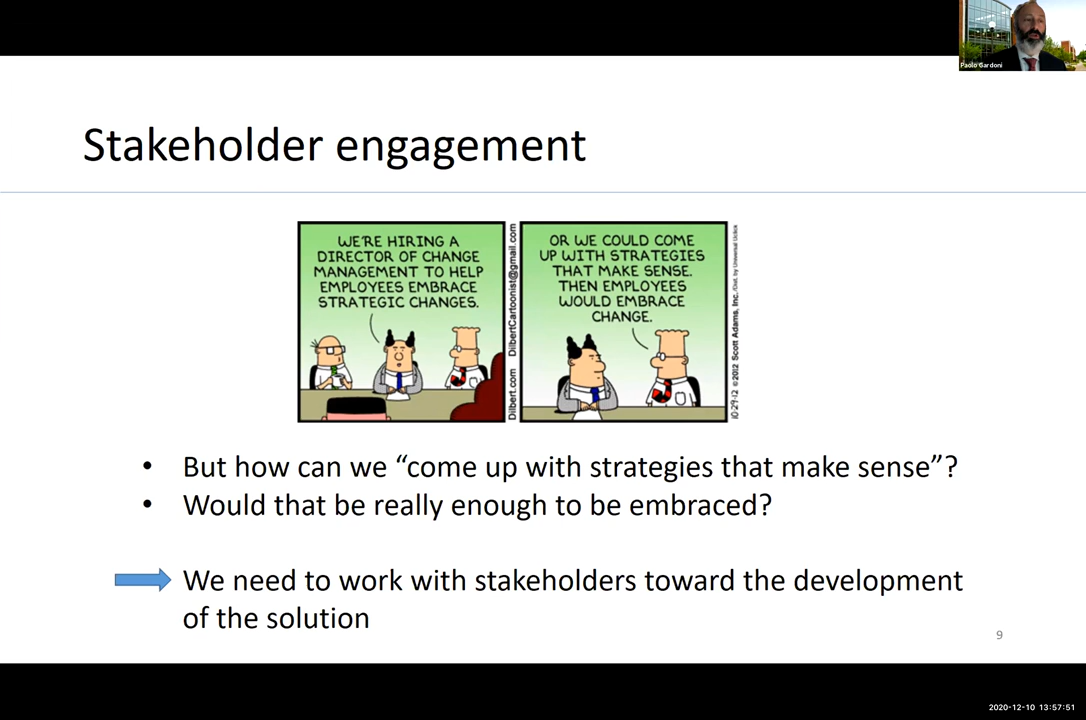 Paolo Gardoni
Stakeholder engagement
WE'RE HIRING A
DIRECTOR OF CHANGE
MANAGEMENT TO HELP
EMPLOYEES EMBRACE
STRATEGIC CHANGES.
Dilbert.com DilbertCartoonist@gmail.com
OR WE COULD COME
UP WITH STRATEGIES
THAT MAKE SENSE.
THEN EMPLOYEES
WOULD EMBRACE
CHANGE.
10-29-12 ©2012 Scott Adams, Inc. /Dist. by Universal Uclick
• But how can we “come up with strategies that make sense”?
• Would that be really enough to be embraced?
We need to work with stakeholders toward the development
of the solution
9
2020-12-10 13:57:51